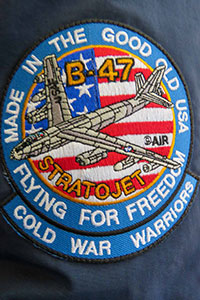 MADE IN THE GOOD OLD USA
B-47
AIR
STRATOJET
FLYING FOR FREEDOM
COLD WAR WARRIORS